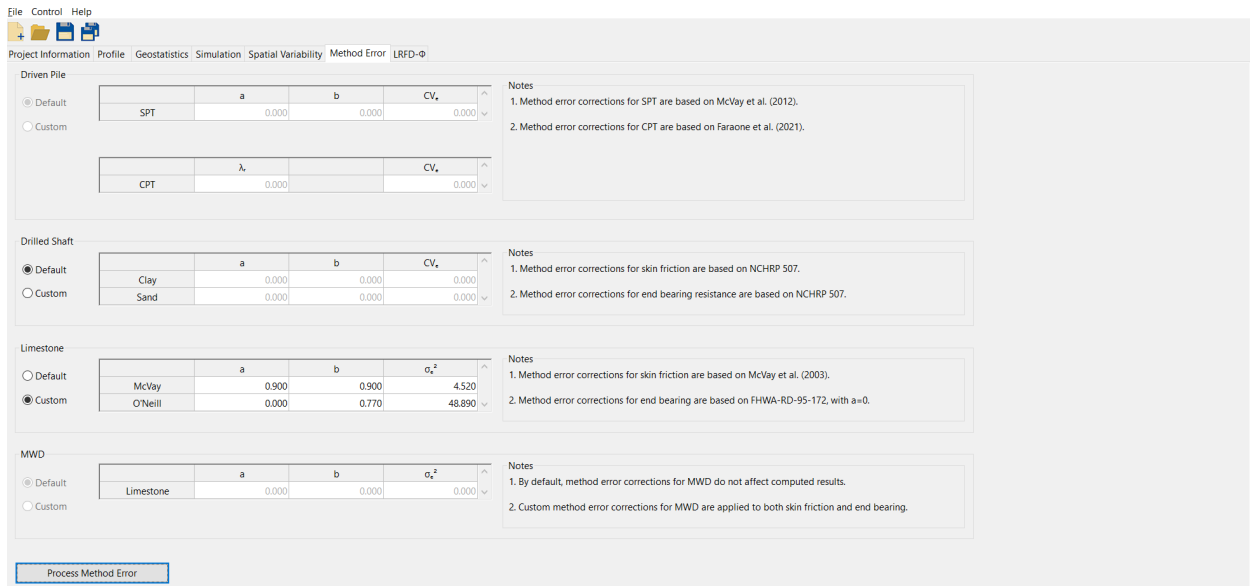 File Control Help
Project Information Profile Geostatistics Simulation Spatial Variability Method Error LRFD-Φ
Driven Pile
Default
Custom
a b CVₑ
SPT 0.000 0.000 0.000
λᵣ CVₑ
CPT 0.000 0.000
Notes
1. Method error corrections for SPT are based on McVay et al. (2012).
2. Method error corrections for CPT are based on Faraone et al. (2021).
Drilled Shaft
Default
Custom
a b CVₑ
Clay 0.000 0.000 0.000
Sand 0.000 0.000 0.000
Notes
1. Method error corrections for skin friction are based on NCHRP 507.
2. Method error corrections for end bearing resistance are based on NCHRP 507.
Limestone
Default
Custom
a b σₑ²
McVay 0.900 0.900 4.520
O'Neill 0.000 0.770 48.890
Notes
1. Method error corrections for skin friction are based on McVay et al. (2003).
2. Method error corrections for end bearing are based on FHWA-RD-95-172, with a=0.
MWD
Default
Custom
a b σₑ²
Limestone 0.000 0.000 0.000
Notes
1. By default, method error corrections for MWD do not affect computed results.
2. Custom method error corrections for MWD are applied to both skin friction and end bearing.
Process Method Error